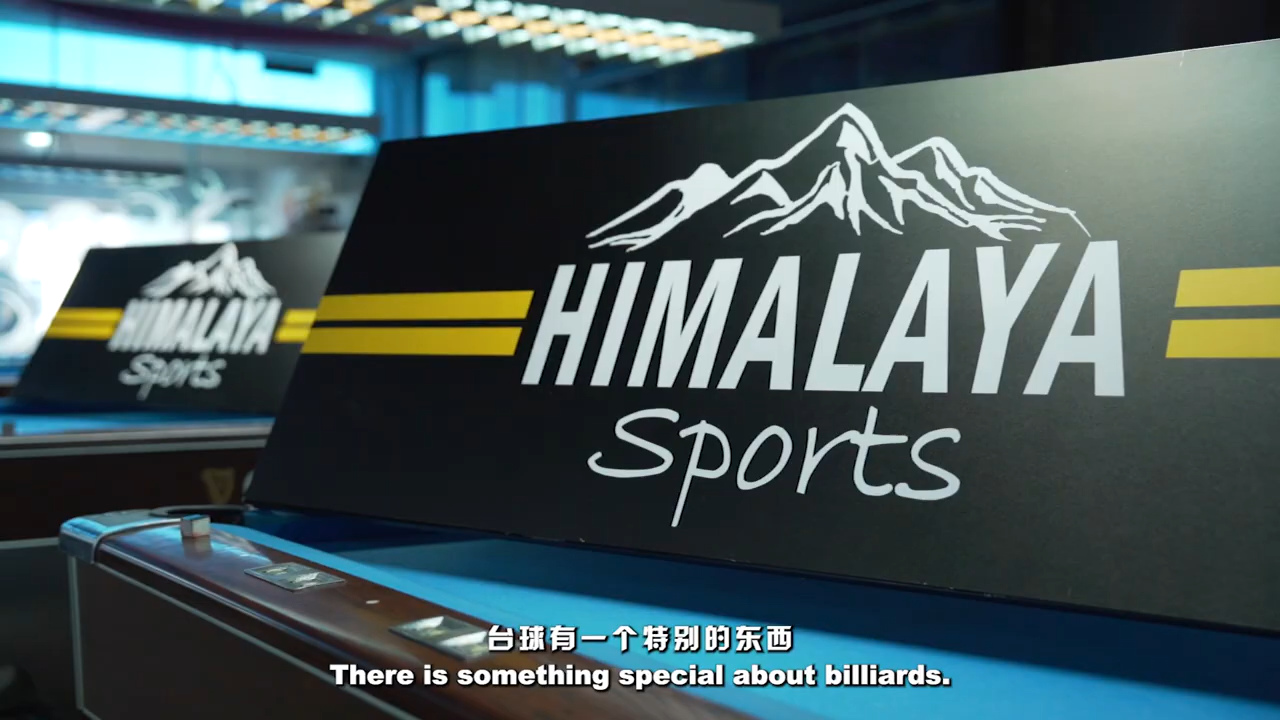 HIMALAYA
Sports
HIMALAYA
Sports
台球有一个特别的东西
There is something special about billiards.